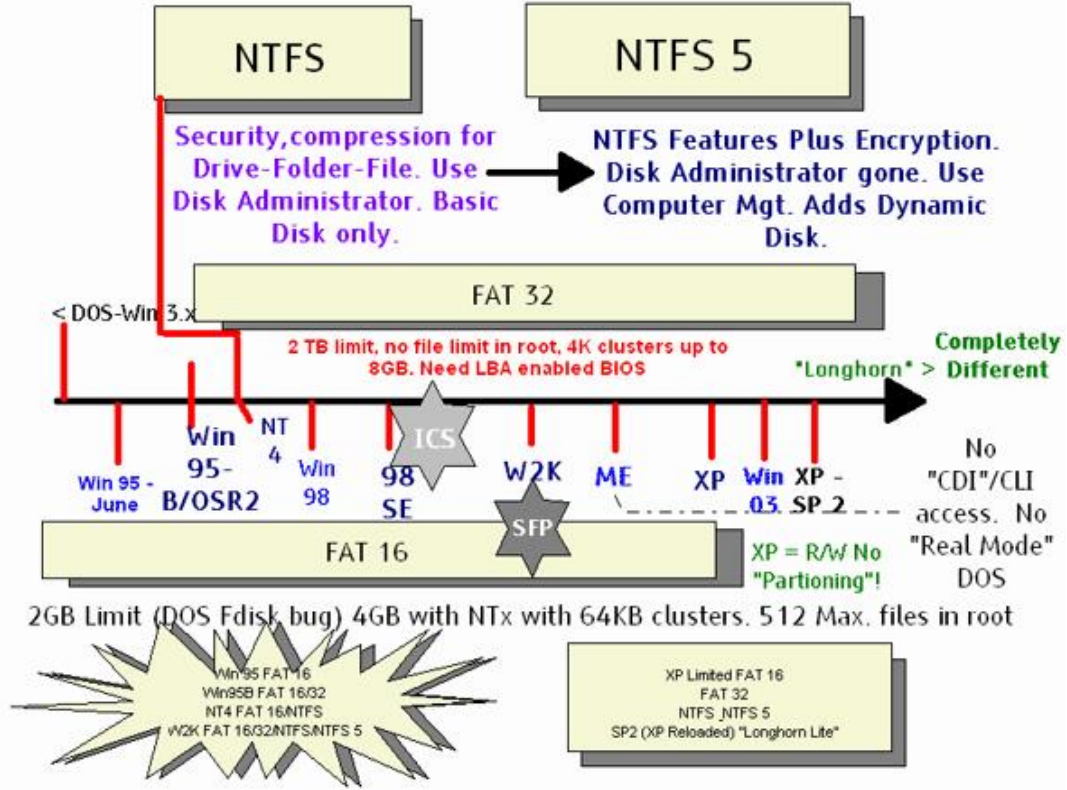 NTFS
NTFS 5
Security,compression for
Drive-Folder-File. Use
Disk Administrator. Basic
Disk only.
NTFS Features Plus Encryption.
Disk Administrator gone. Use
Computer Mgt. Adds Dynamic
Disk.
FAT 32
< DOS-Win 3.x
2 TB limit, no file limit in root, 4K clusters up to
8GB. Need LBA enabled BIOS
"Longhorn" >
Completely
Different
Win 95 -
June
Win
95-
B/OSR2
NT
4
Win
98
98
SE
ICS
W2K
SFP
ME
XP
Win
03
XP -
SP 2
No
"CDI"/CLI
access. No
"Real Mode"
DOS
FAT 16
XP = R/W No
"Partioning"!
2GB Limit (DOS Fdisk bug) 4GB with NTx with 64KB clusters. 512 Max. files in root
Win 95 FAT 16
Win95B FAT 16/32
NT4 FAT 16/NTFS
W2K FAT 16/32/NTFS/NTFS 5
XP Limited FAT 16
FAT 32
NTFS NTFS 5
SP2 (XP Reloaded) "Longhorn Lite"